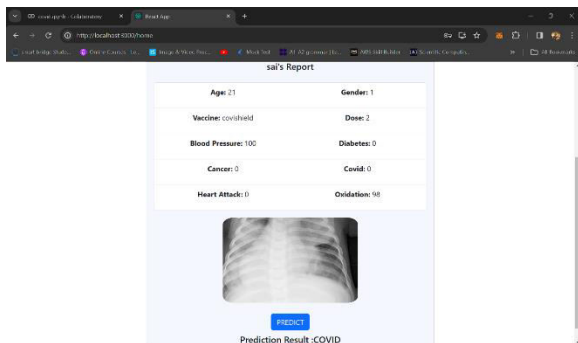 React App
http://localhost:3000/home
sai's Report
Age: 21 Gender: 1
Vaccine: covishield Dose: 2
Blood Pressure: 100 Diabetes: 0
Cancer: 0 Covid: 0
Heart Attack: 0 Oxidation: 98
PREDICT
Prediction Result :COVID